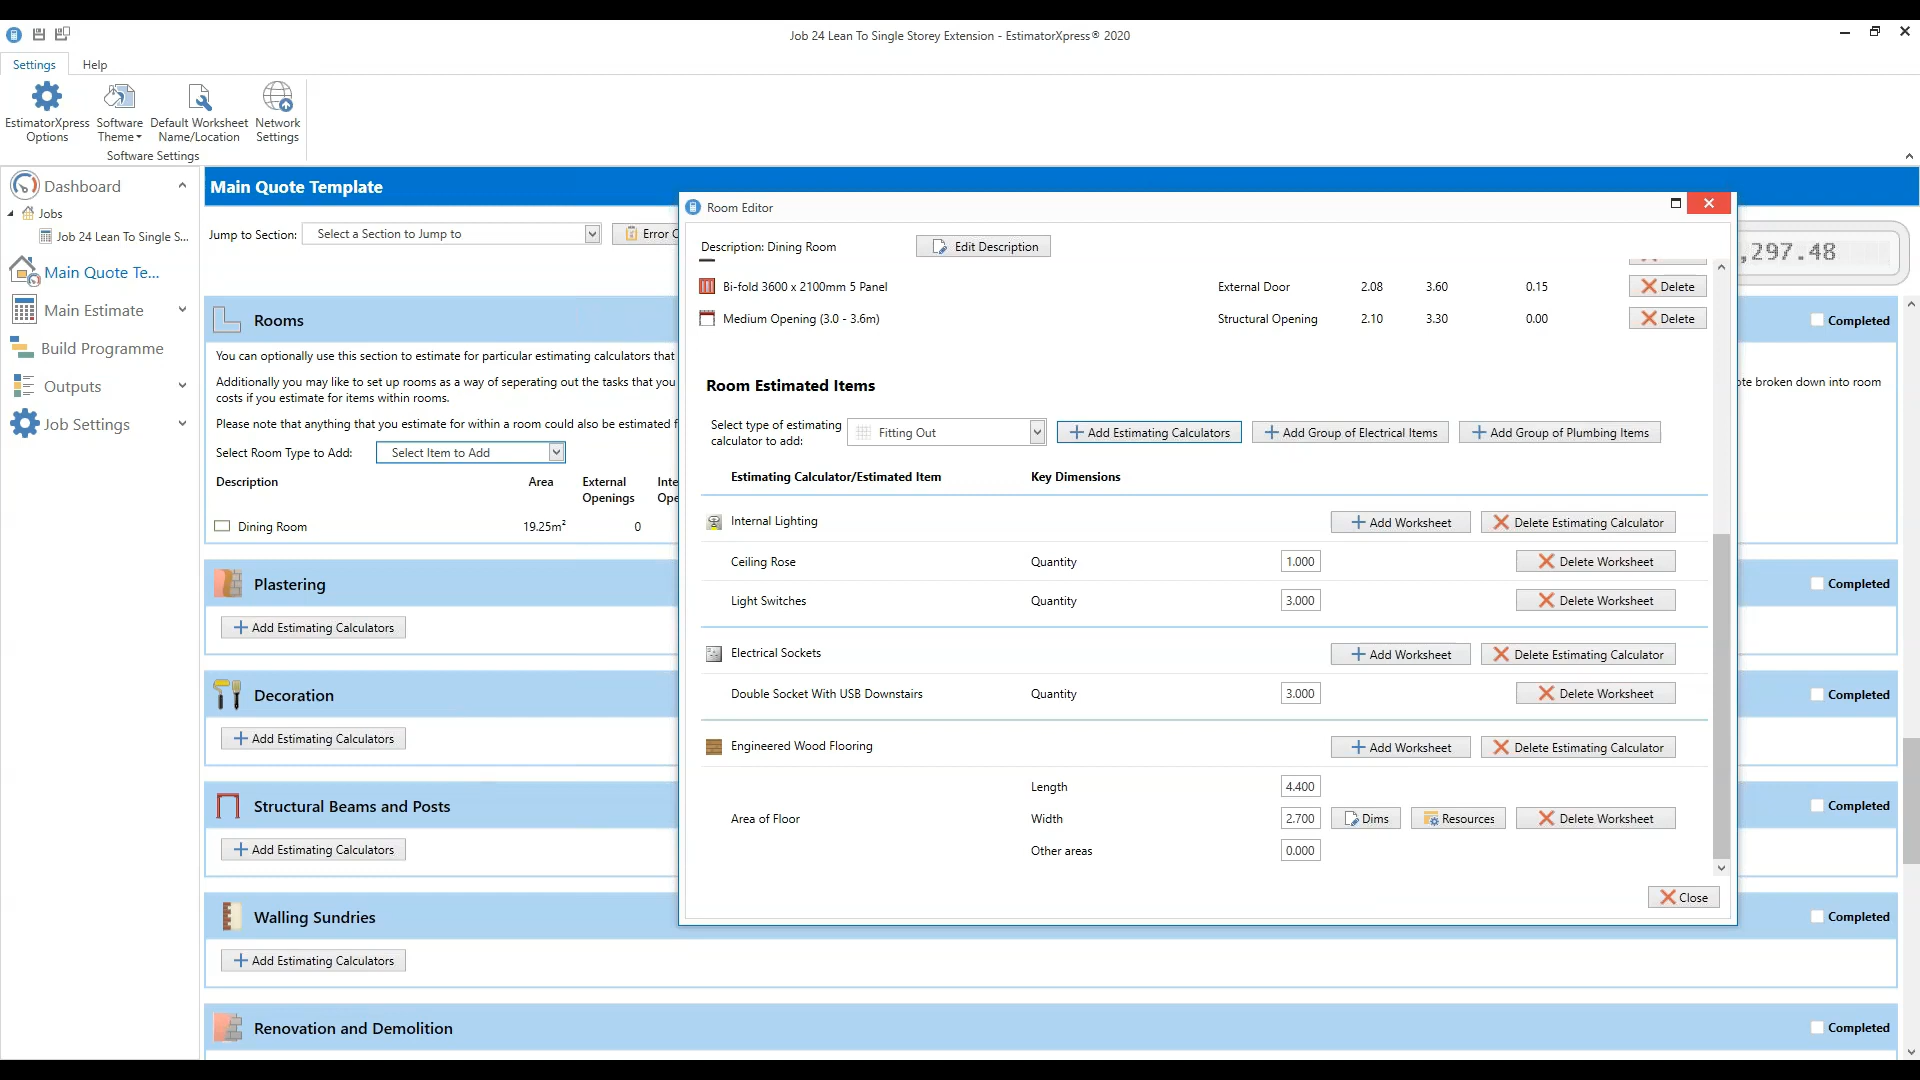 Job 24 Lean To Single Storey Extension - EstimatorXpress® 2020
Settings
Help
EstimatorXpress Options
Software Theme
Default Worksheet Name/Location
Network Settings
Software Settings
Dashboard
Jobs
Job 24 Lean To Single S...
Main Quote Te...
Main Estimate
Build Programme
Outputs
Job Settings
Main Quote Template
Jump to Section:
Select a Section to Jump to
Error C
,297.48
Rooms
Completed
You can optionally use this section to estimate for particular estimating calculators that
Additionally you may like to set up rooms as a way of seperating out the tasks that you
ote broken down into room
costs if you estimate for items within rooms.
Please note that anything that you estimate for within a room could also be estimated f
Select Room Type to Add:
Select Item to Add
Description
Area
External Openings
Inte
Ope
Dining Room
19.25m²
0
Plastering
Completed
Add Estimating Calculators
Decoration
Completed
Add Estimating Calculators
Structural Beams and Posts
Completed
Add Estimating Calculators
Walling Sundries
Completed
Add Estimating Calculators
Renovation and Demolition
Completed
Room Editor
Description: Dining Room
Edit Description
Bi-fold 3600 x 2100mm 5 Panel
External Door
2.08
3.60
0.15
Delete
Medium Opening (3.0 - 3.6m)
Structural Opening
2.10
3.30
0.00
Delete
Room Estimated Items
Select type of estimating calculator to add:
Fitting Out
Add Estimating Calculators
Add Group of Electrical Items
Add Group of Plumbing Items
Estimating Calculator/Estimated Item
Key Dimensions
Internal Lighting
Add Worksheet
Delete Estimating Calculator
Ceiling Rose
Quantity
1.000
Delete Worksheet
Light Switches
Quantity
3.000
Delete Worksheet
Electrical Sockets
Add Worksheet
Delete Estimating Calculator
Double Socket With USB Downstairs
Quantity
3.000
Delete Worksheet
Engineered Wood Flooring
Add Worksheet
Delete Estimating Calculator
Length
4.400
Area of Floor
Width
2.700
Dims
Resources
Delete Worksheet
Other areas
0.000
Close